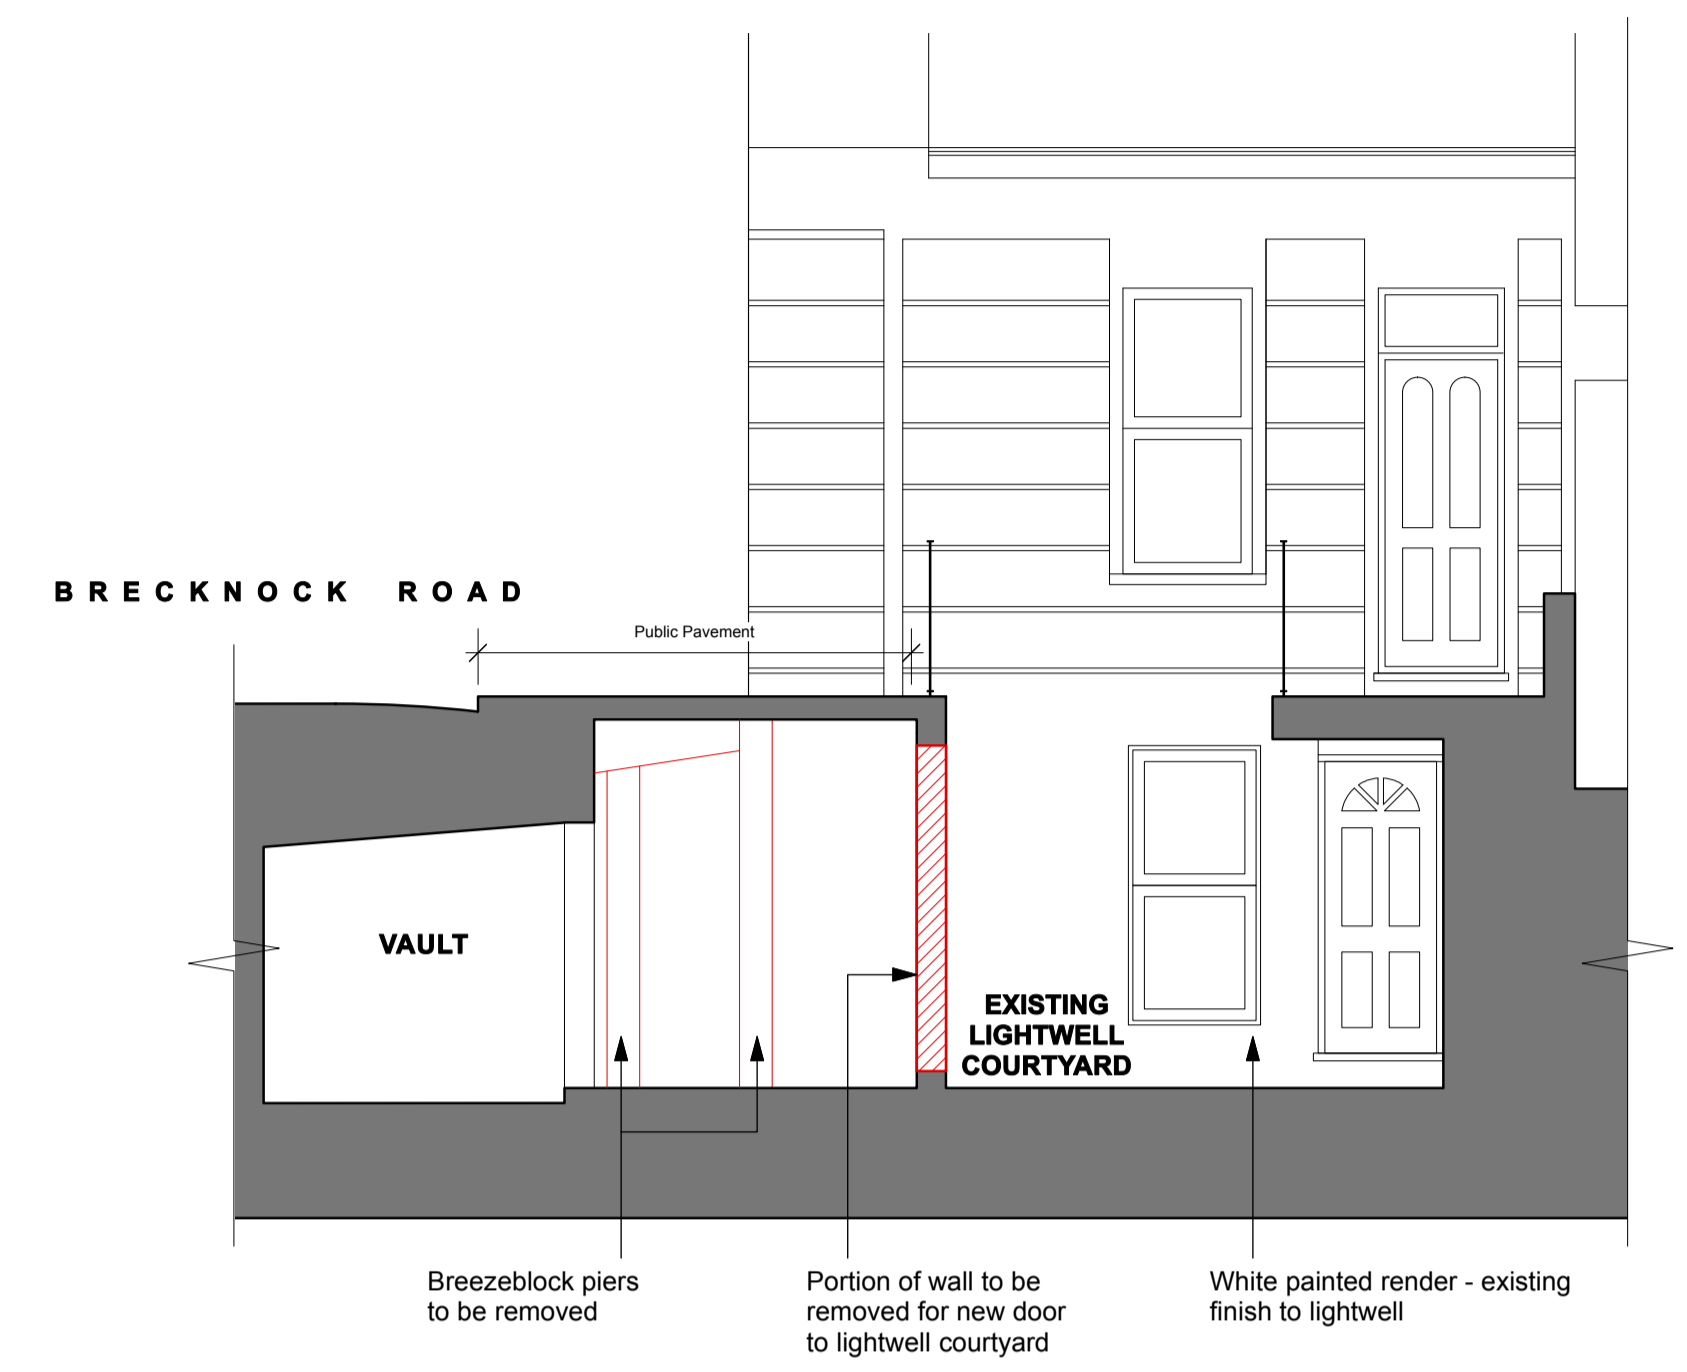 BRECKNOCK ROAD
Public Pavement
VAULT
EXISTING
LIGHTWELL
COURTYARD
Breezeblock piers
to be removed
Portion of wall to be
removed for new door
to lightwell courtyard
White painted render - existing
finish to lightwell